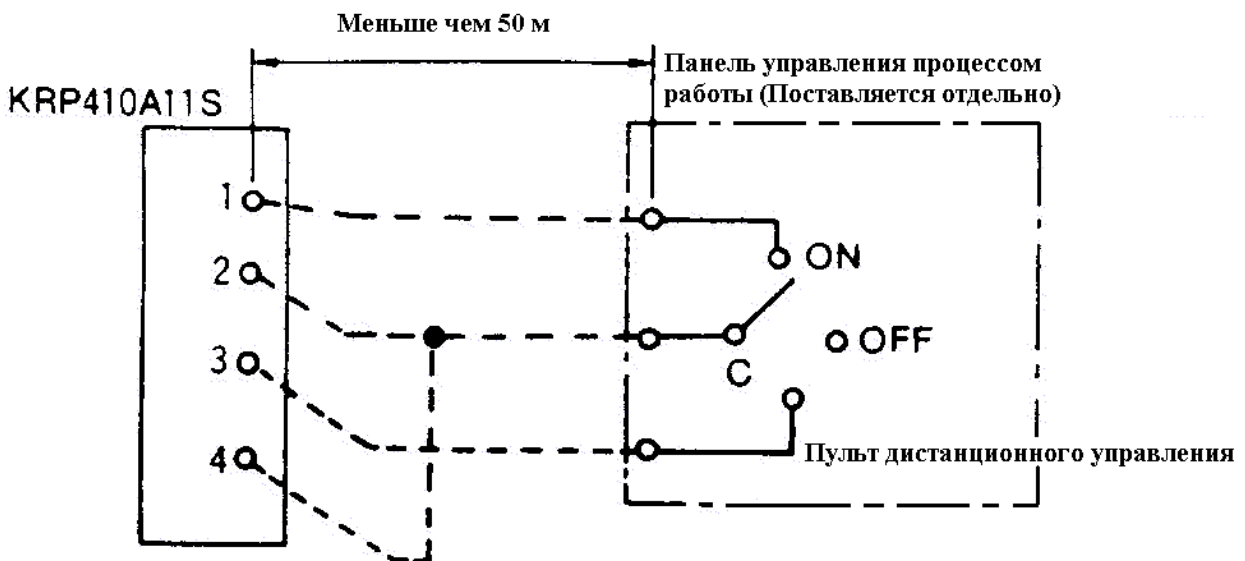 Меньше чем 50 м
Панель управления процессом
работы (Поставляется отдельно)
KRP410A11S
1
ON
2
OFF
3
C
4
Пульт дистанционного управления